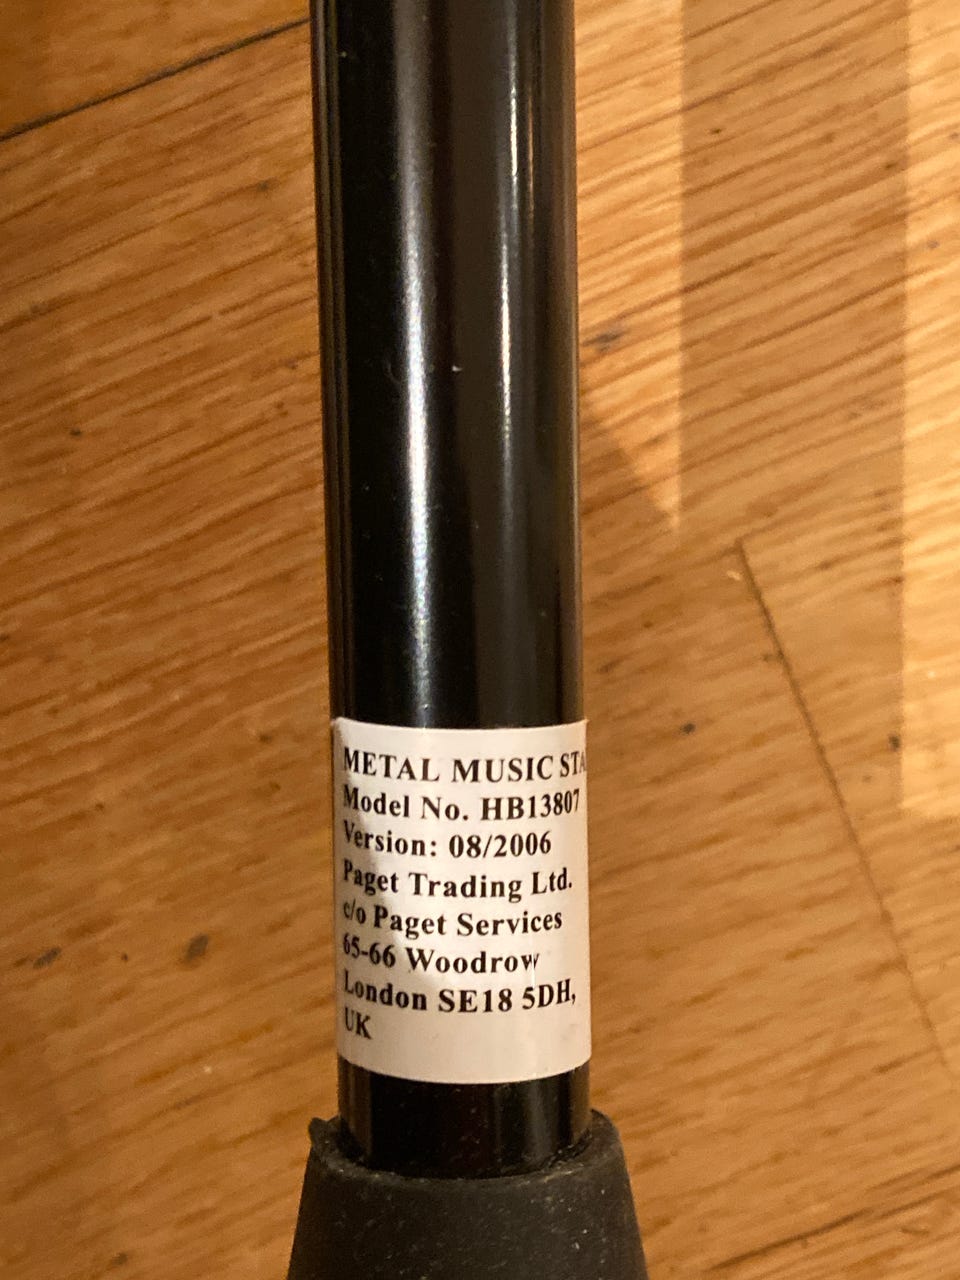 METAL MUSIC STA
Model No. HB13807
Version: 08/2006
Paget Trading Ltd.
c/o Paget Services
65-66 Woodrow
London SE18 5DH,
UK